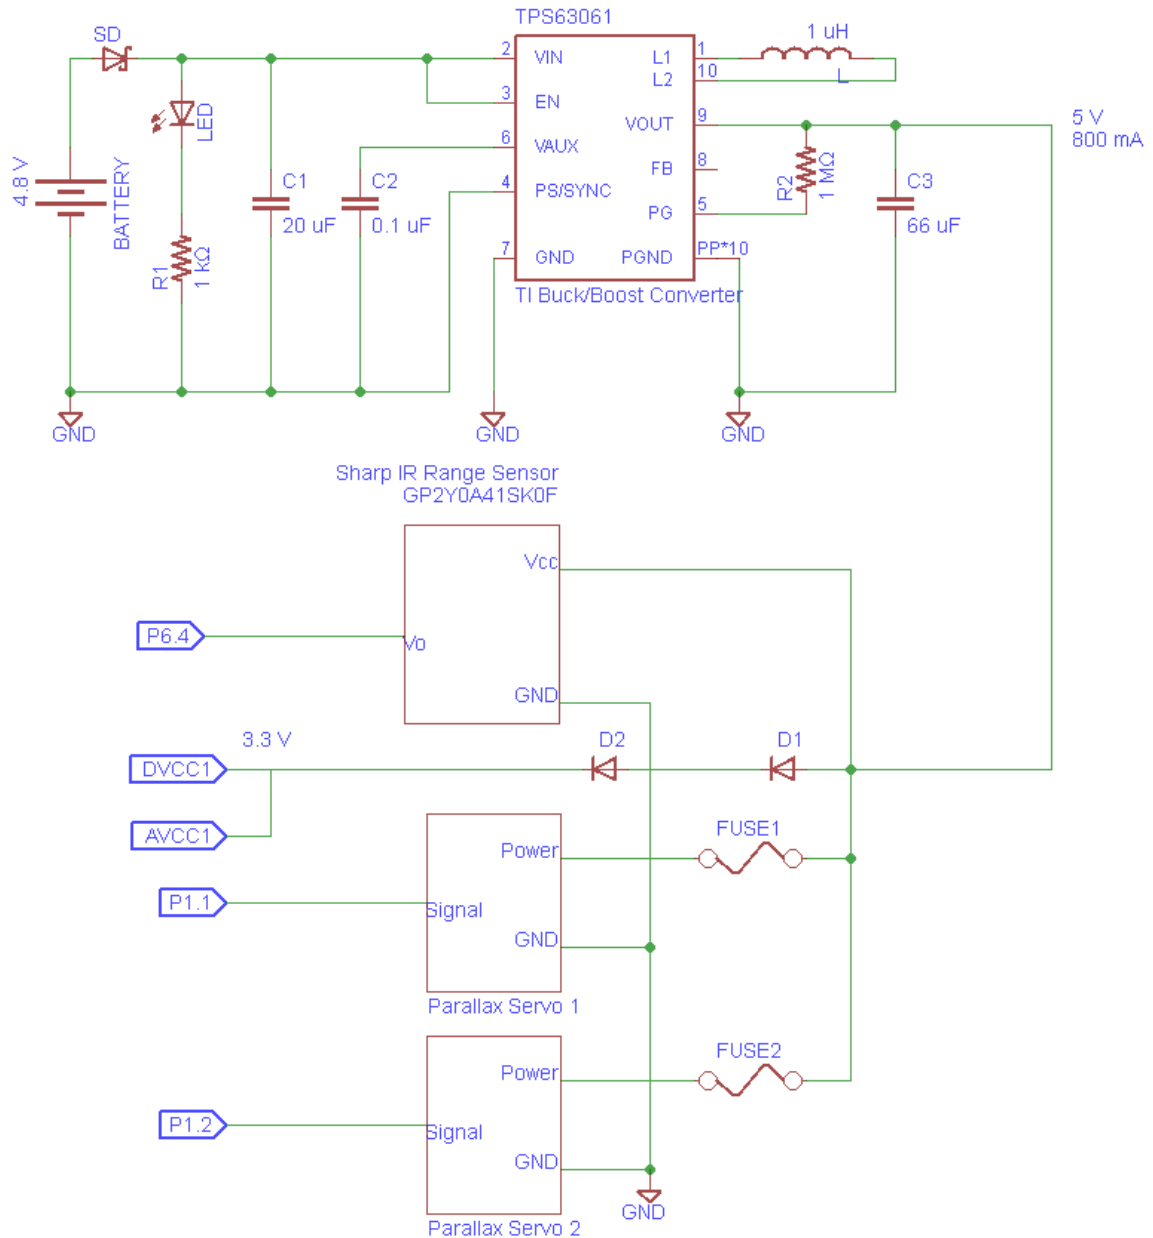 TPS63061
SD
1 uH
2
VIN
L1
1
L2
10
L
3
EN
VOUT
9
5 V
800 mA
LED
6
VAUX
FB
8
4.8 V
BATTERY
C1
20 uF
C2
0.1 uF
4
PS/SYNC
PG
5
R2
1 MΩ
C3
66 uF
R1
1 kΩ
7
GND
PGND
PP*10
TI Buck/Boost Converter
GND
GND
GND
Sharp IR Range Sensor
GP2Y0A41SK0F
Vcc
P6.4
Vo
GND
3.3 V
D2
D1
DVCC1
AVCC1
FUSE1
Power
P1.1
Signal
GND
Parallax Servo 1
FUSE2
Power
P1.2
Signal
GND
GND
Parallax Servo 2